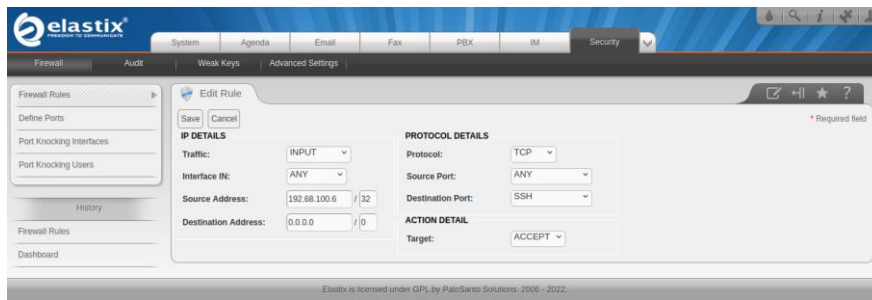 elastix®
FREEDOM TO COMMUNICATE
System Agenda Email Fax PBX IM Security
Firewall Audit Weak Keys Advanced Settings
Firewall Rules
Define Ports
Port Knocking Interfaces
Port Knocking Users
History
Firewall Rules
Dashboard
Edit Rule
Save Cancel
* Required field
IP DETAILS
Traffic: INPUT
Interface IN: ANY
Source Address: 192.68.100.6 / 32
Destination Address: 0.0.0.0 / 0
PROTOCOL DETAILS
Protocol: TCP
Source Port: ANY
Destination Port: SSH
ACTION DETAIL
Target: ACCEPT
Elastix is licensed under GPL by PaloSanto Solutions. 2006 - 2022.